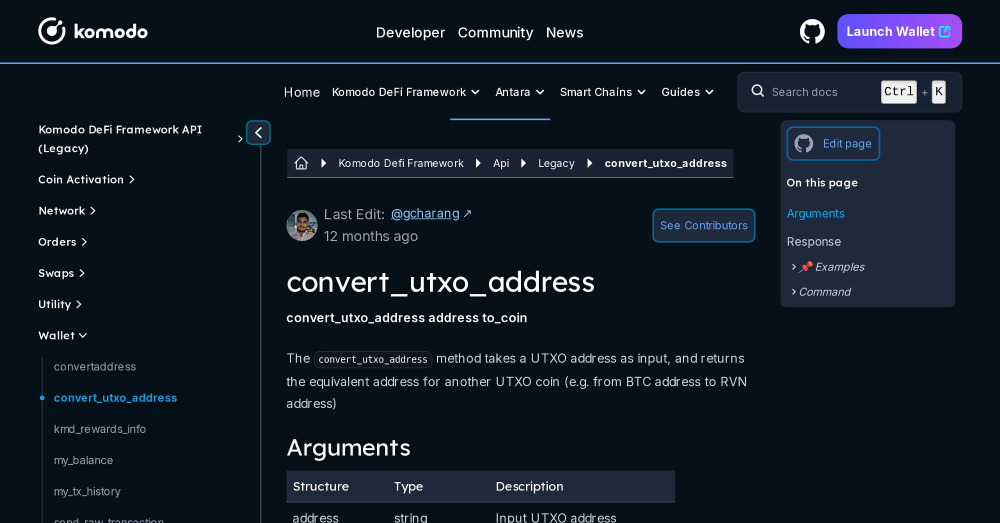 komodo
Developer Community News
Launch Wallet
Home Komodo DeFi Framework Antara Smart Chains Guides
Search docs Ctrl + K
Komodo DeFi Framework API
(Legacy)
Coin Activation
Network
Orders
Swaps
Utility
Wallet
convertaddress
convert_utxo_address
kmd_rewards_info
my_balance
my_tx_history
send_raw_transaction
Komodo Defi Framework Api Legacy convert_utxo_address
Last Edit: @gcharang ↗
12 months ago
See Contributors
convert_utxo_address
convert_utxo_address address to_coin
The convert_utxo_address method takes a UTXO address as input, and returns
the equivalent address for another UTXO coin (e.g. from BTC address to RVN
address)
Arguments
Structure Type Description
address string Input UTXO address
Edit page
On this page
Arguments
Response
📌 Examples
Command